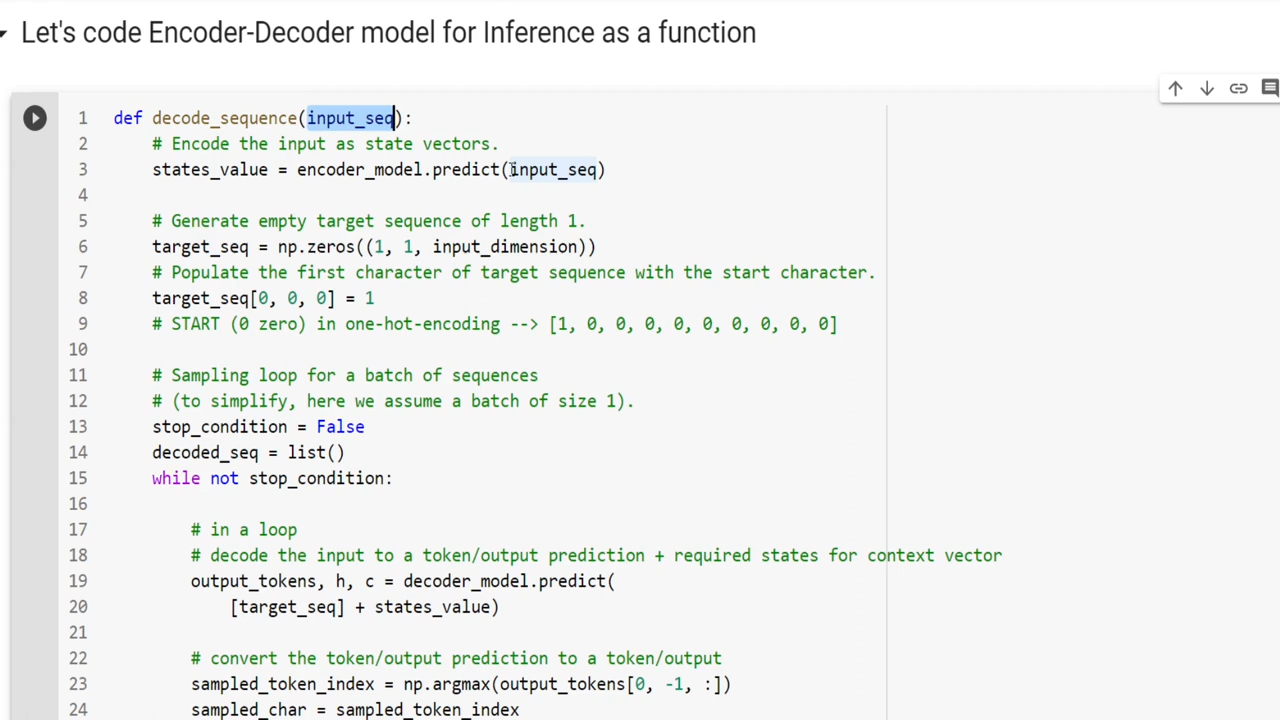 Let's code Encoder-Decoder model for Inference as a function
1 def decode_sequence(input_seq):
2 # Encode the input as state vectors.
3 states_value = encoder_model.predict(input_seq)
4
5 # Generate empty target sequence of length 1.
6 target_seq = np.zeros((1, 1, input_dimension))
7 # Populate the first character of target sequence with the start character.
8 target_seq[0, 0, 0] = 1
9 # START (0 zero) in one-hot-encoding --> [1, 0, 0, 0, 0, 0, 0, 0, 0, 0]
10
11 # Sampling loop for a batch of sequences
12 # (to simplify, here we assume a batch of size 1).
13 stop_condition = False
14 decoded_seq = list()
15 while not stop_condition:
16
17 # in a loop
18 # decode the input to a token/output prediction + required states for context vector
19 output_tokens, h, c = decoder_model.predict(
20 [target_seq] + states_value)
21
22 # convert the token/output prediction to a token/output
23 sampled_token_index = np.argmax(output_tokens[0, -1, :])
24 sampled_char = sampled_token_index